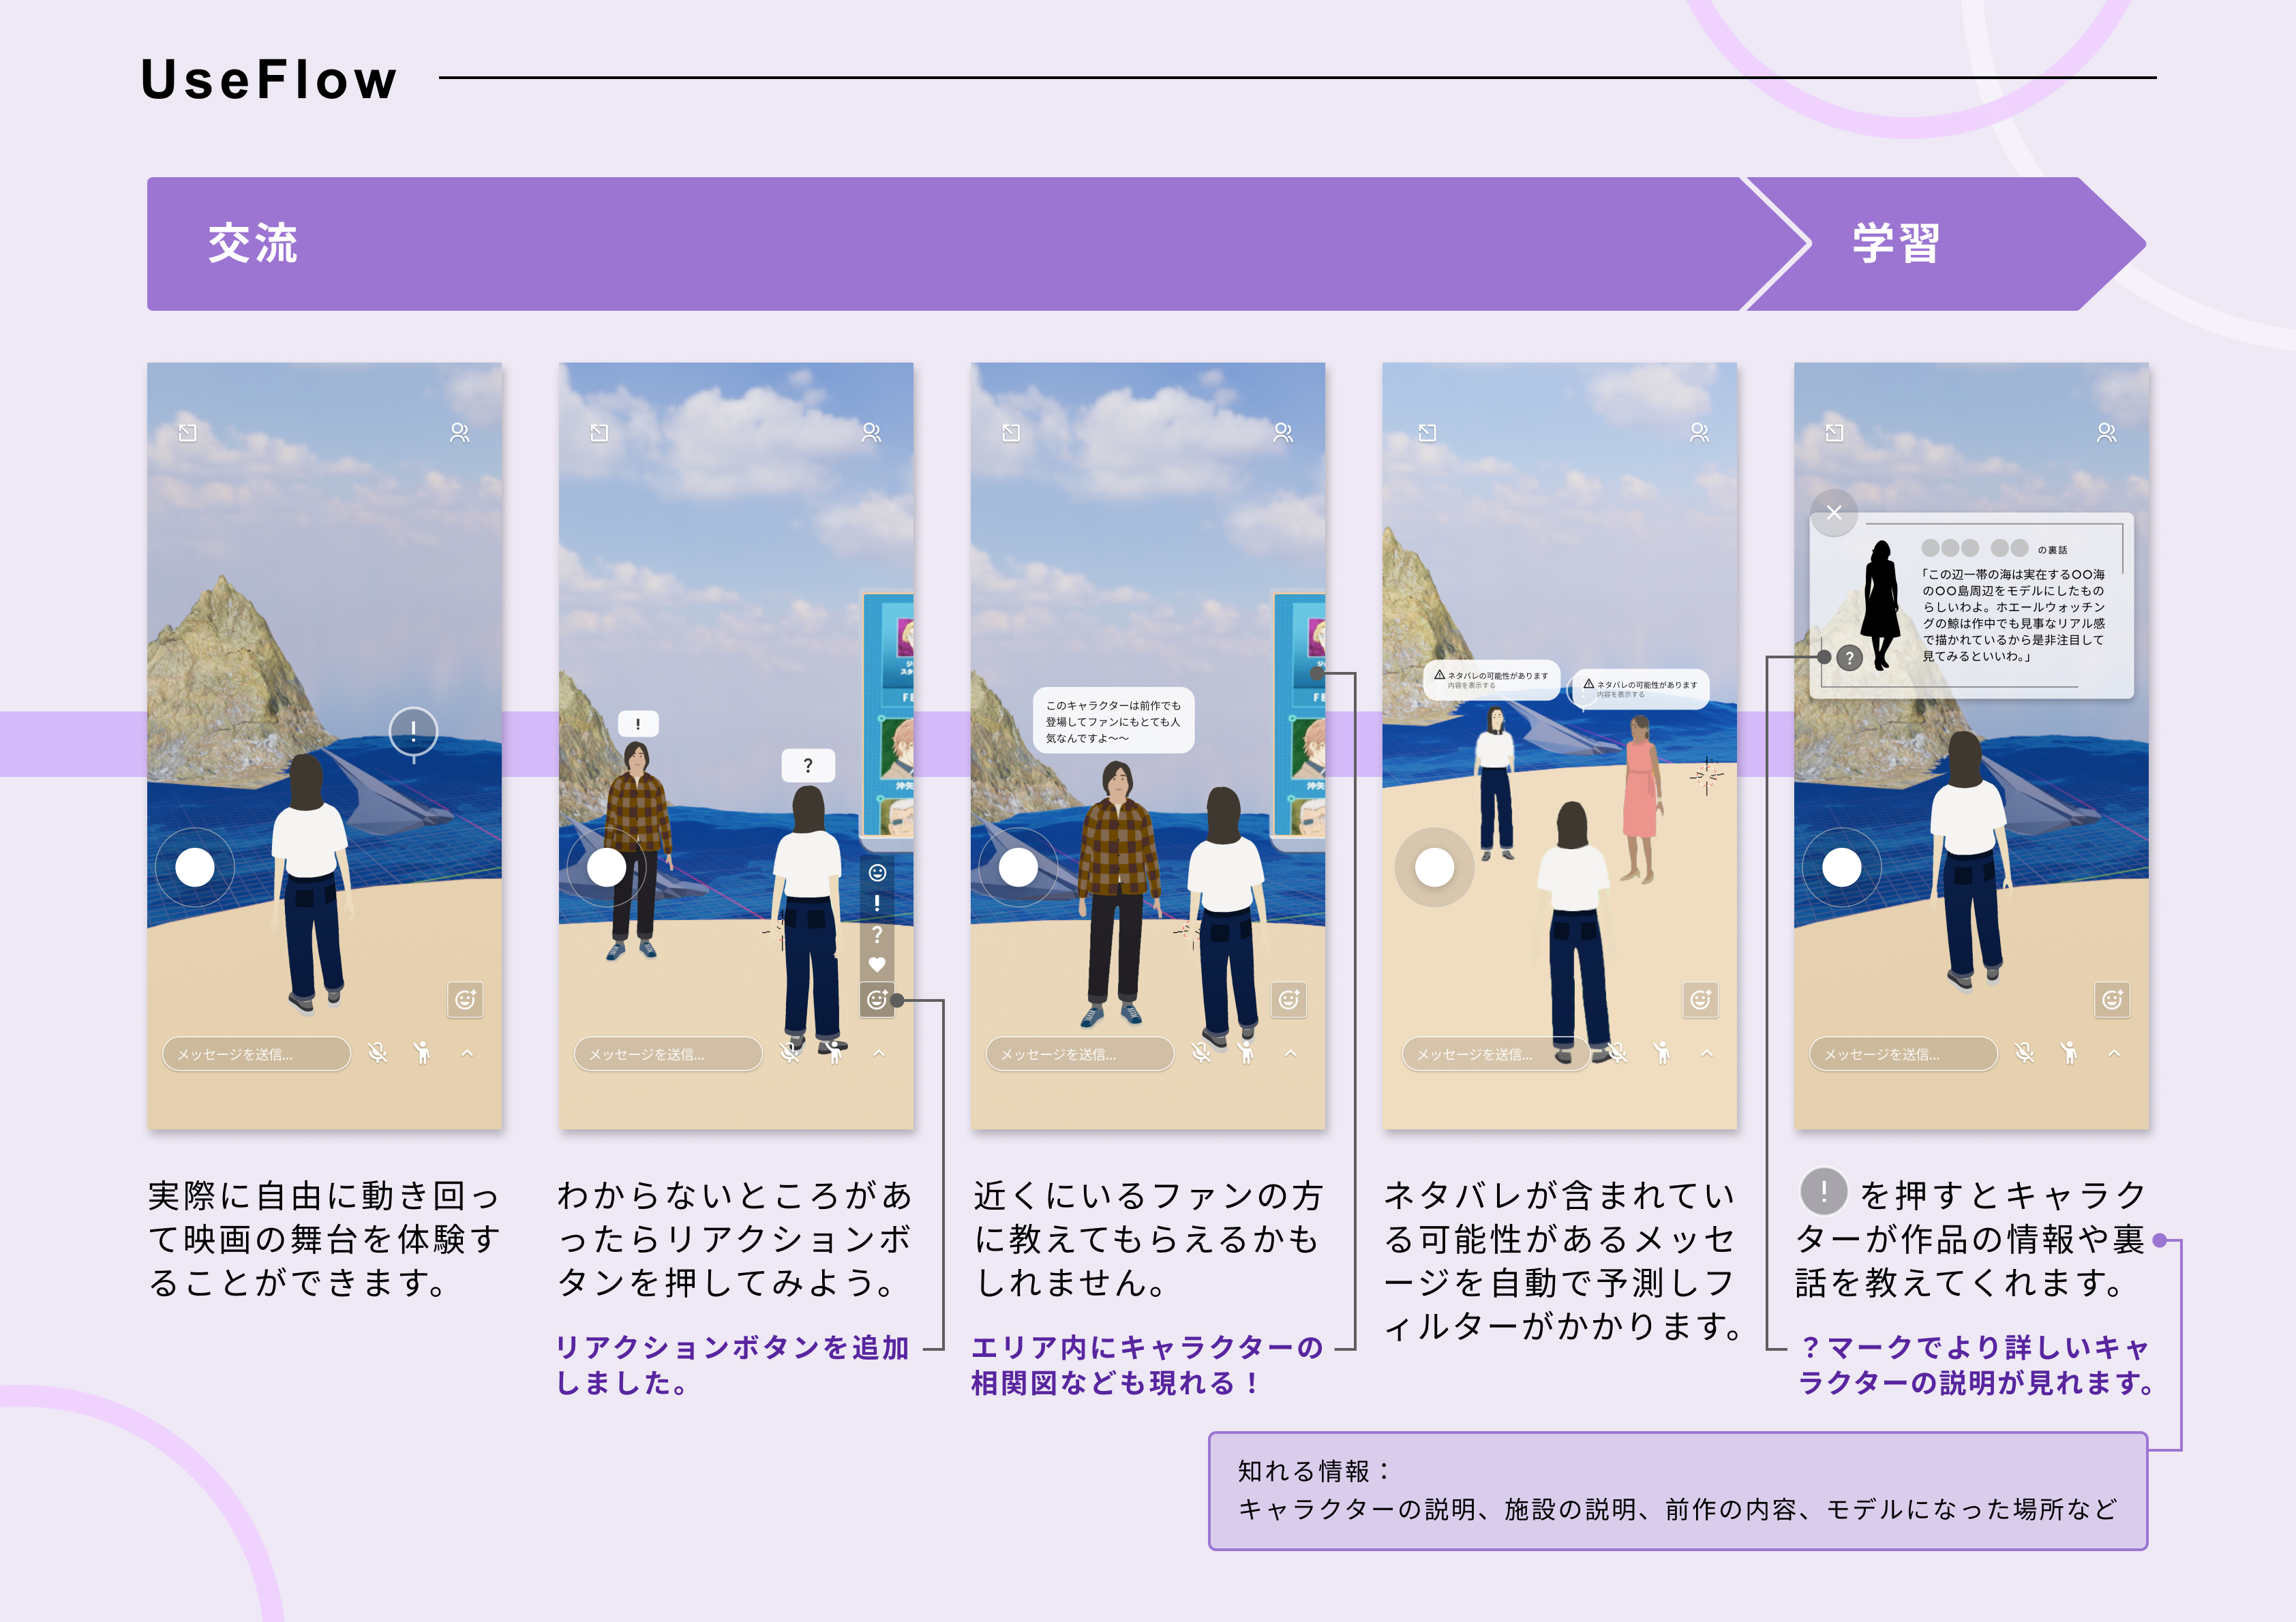 UseFlow
交流
学習
メッセージを送信...
!
!
?
!
?
メッセージを送信...
このキャラクターは前作でも
登場してファンにもとても人
気なんですよ〜〜
メッセージを送信...
ネタバレの可能性があります
内容を表示する
ネタバレの可能性があります
内容を表示する
メッセージを送信...
の裏話
「この辺一帯の海は実在する〇〇海
の〇〇島周辺をモデルにしたもの
らしいわよ。ホエールウォッチン
グの鯨は作中でも見事なリアル感
で描かれているから是非注目して
見てみるといいわ。」
?
メッセージを送信...
実際に自由に動き回っ
て映画の舞台を体験す
ることができます。
わからないところがあ
ったらリアクションボ
タンを押してみよう。
リアクションボタンを追加
しました。
近くにいるファンの方
に教えてもらえるかも
しれません。
エリア内にキャラクターの
相関図なども現れる！
ネタバレが含まれてい
る可能性があるメッセ
ージを自動で予測しフ
ィルターがかかります。
! を押すとキャラク
ターが作品の情報や裏
話を教えてくれます。
？マークでより詳しいキャ
ラクターの説明が見れます。
知れる情報：
キャラクターの説明、施設の説明、前作の内容、モデルになった場所など